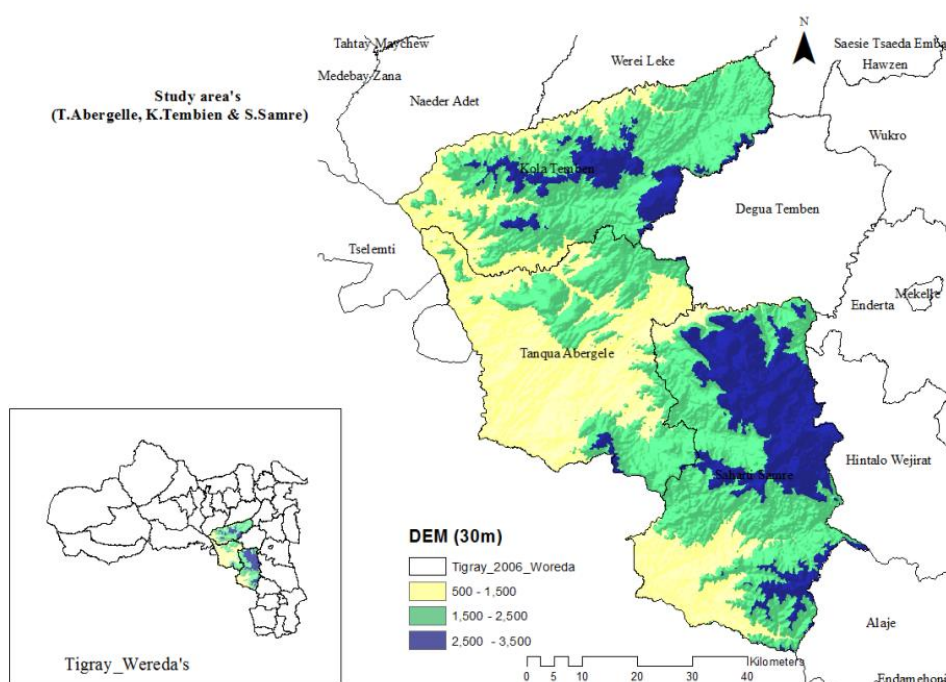 Tahtay Maychew
Medebay-Zana
Naeder Adet
Werei Leke
N
Saesie Tsaeda Emba
Hawzen
Wukro
Study area's
(T.Abergelle, K.Tembien & S.Samre)
Kola Temben
Degua Temben
Tselemti
Enderta
Mekelle
Tanqua Abergele
Hintalo Wejirat
Saharti Samre
DEM (30m)
Tigray_2006_Woreda
500 - 1,500
1,500 - 2,500
2,500 - 3,500
Alaje
Kilometers
0 5 10 20 30 40
Endamehoni
Tigray_Wereda's